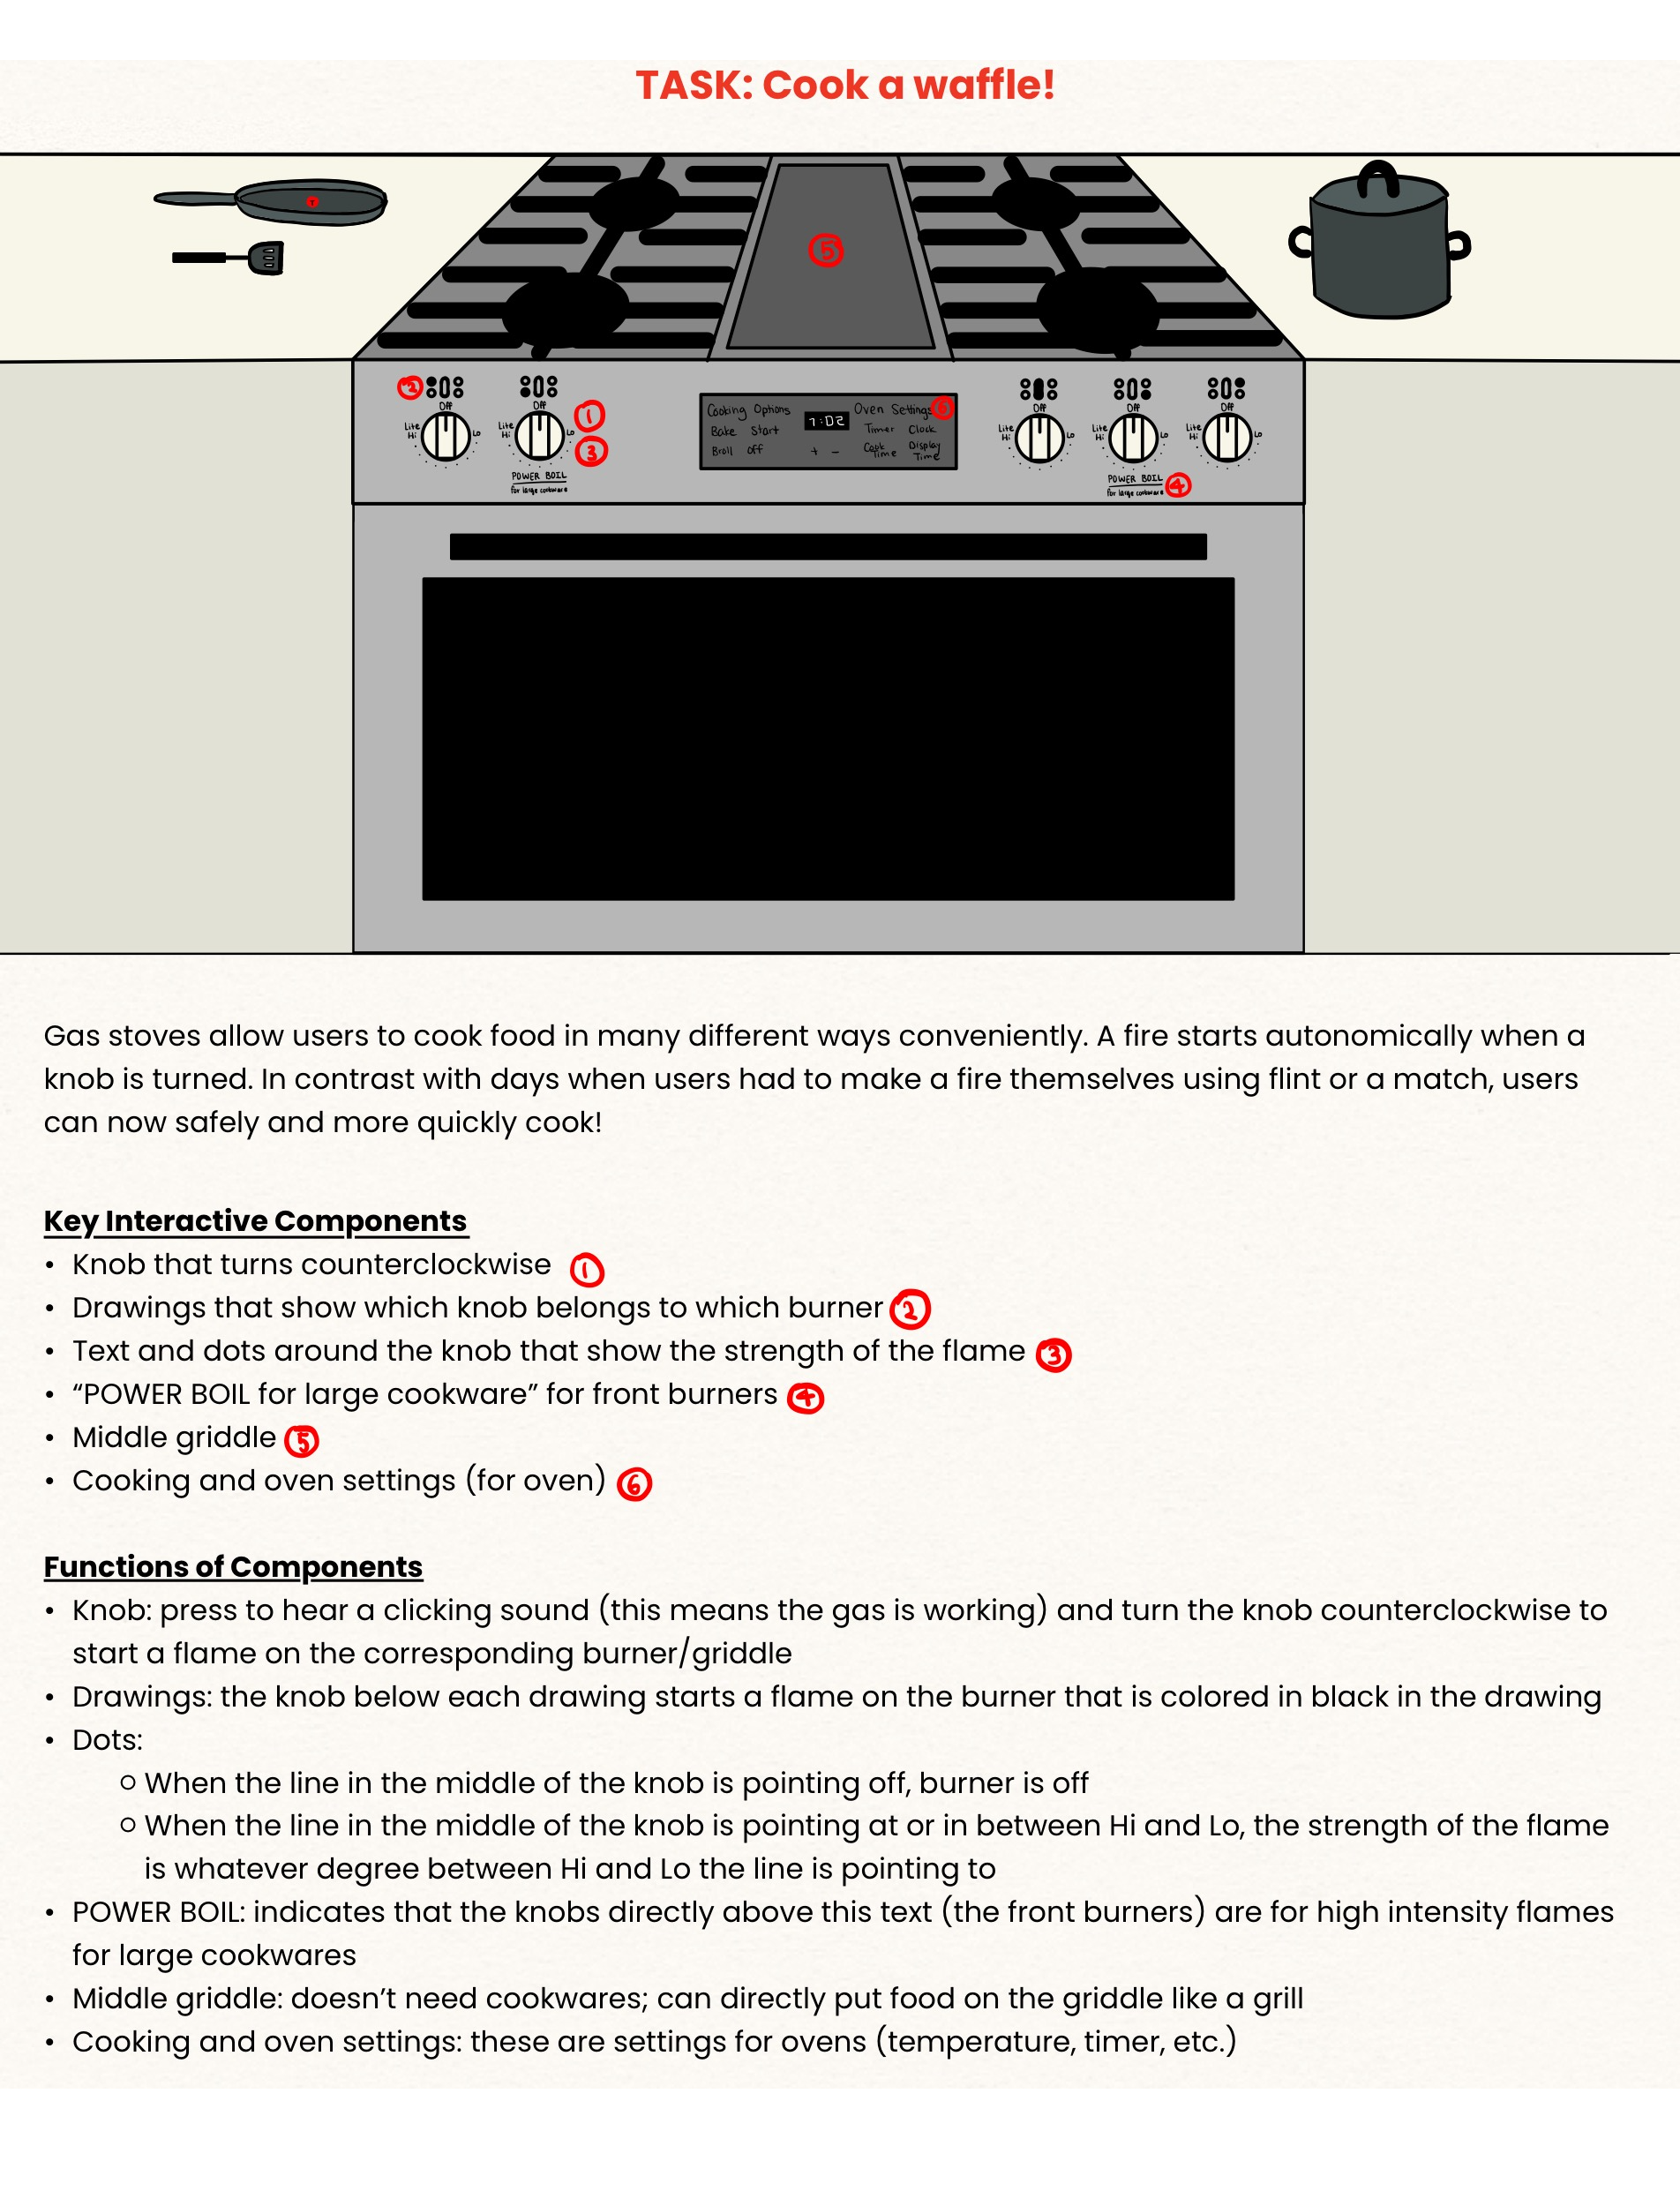 TASK: Cook a waffle!
5
2
Off
Lite
Hi
Lo
Off
Lite
Hi
Lo
1
3
POWER BOIL
for large cookware
Cooking Options
Bake Start
Broil Off
7:02
+ -
Oven Settings
6
Timer Clock
Cook Time
Display Time
Off
Lite
Hi
Lo
Off
Lite
Hi
Lo
POWER BOIL
for large cookware
4
Off
Lite
Hi
Lo
Gas stoves allow users to cook food in many different ways conveniently. A fire starts autonomically when a
knob is turned. In contrast with days when users had to make a fire themselves using flint or a match, users
can now safely and more quickly cook!
Key Interactive Components
• Knob that turns counterclockwise 1
• Drawings that show which knob belongs to which burner 2
• Text and dots around the knob that show the strength of the flame 3
• “POWER BOIL for large cookware” for front burners 4
• Middle griddle 5
• Cooking and oven settings (for oven) 6
Functions of Components
• Knob: press to hear a clicking sound (this means the gas is working) and turn the knob counterclockwise to
start a flame on the corresponding burner/griddle
• Drawings: the knob below each drawing starts a flame on the burner that is colored in black in the drawing
• Dots:
○ When the line in the middle of the knob is pointing off, burner is off
○ When the line in the middle of the knob is pointing at or in between Hi and Lo, the strength of the flame
is whatever degree between Hi and Lo the line is pointing to
• POWER BOIL: indicates that the knobs directly above this text (the front burners) are for high intensity flames
for large cookwares
• Middle griddle: doesn’t need cookwares; can directly put food on the griddle like a grill
• Cooking and oven settings: these are settings for ovens (temperature, timer, etc.)